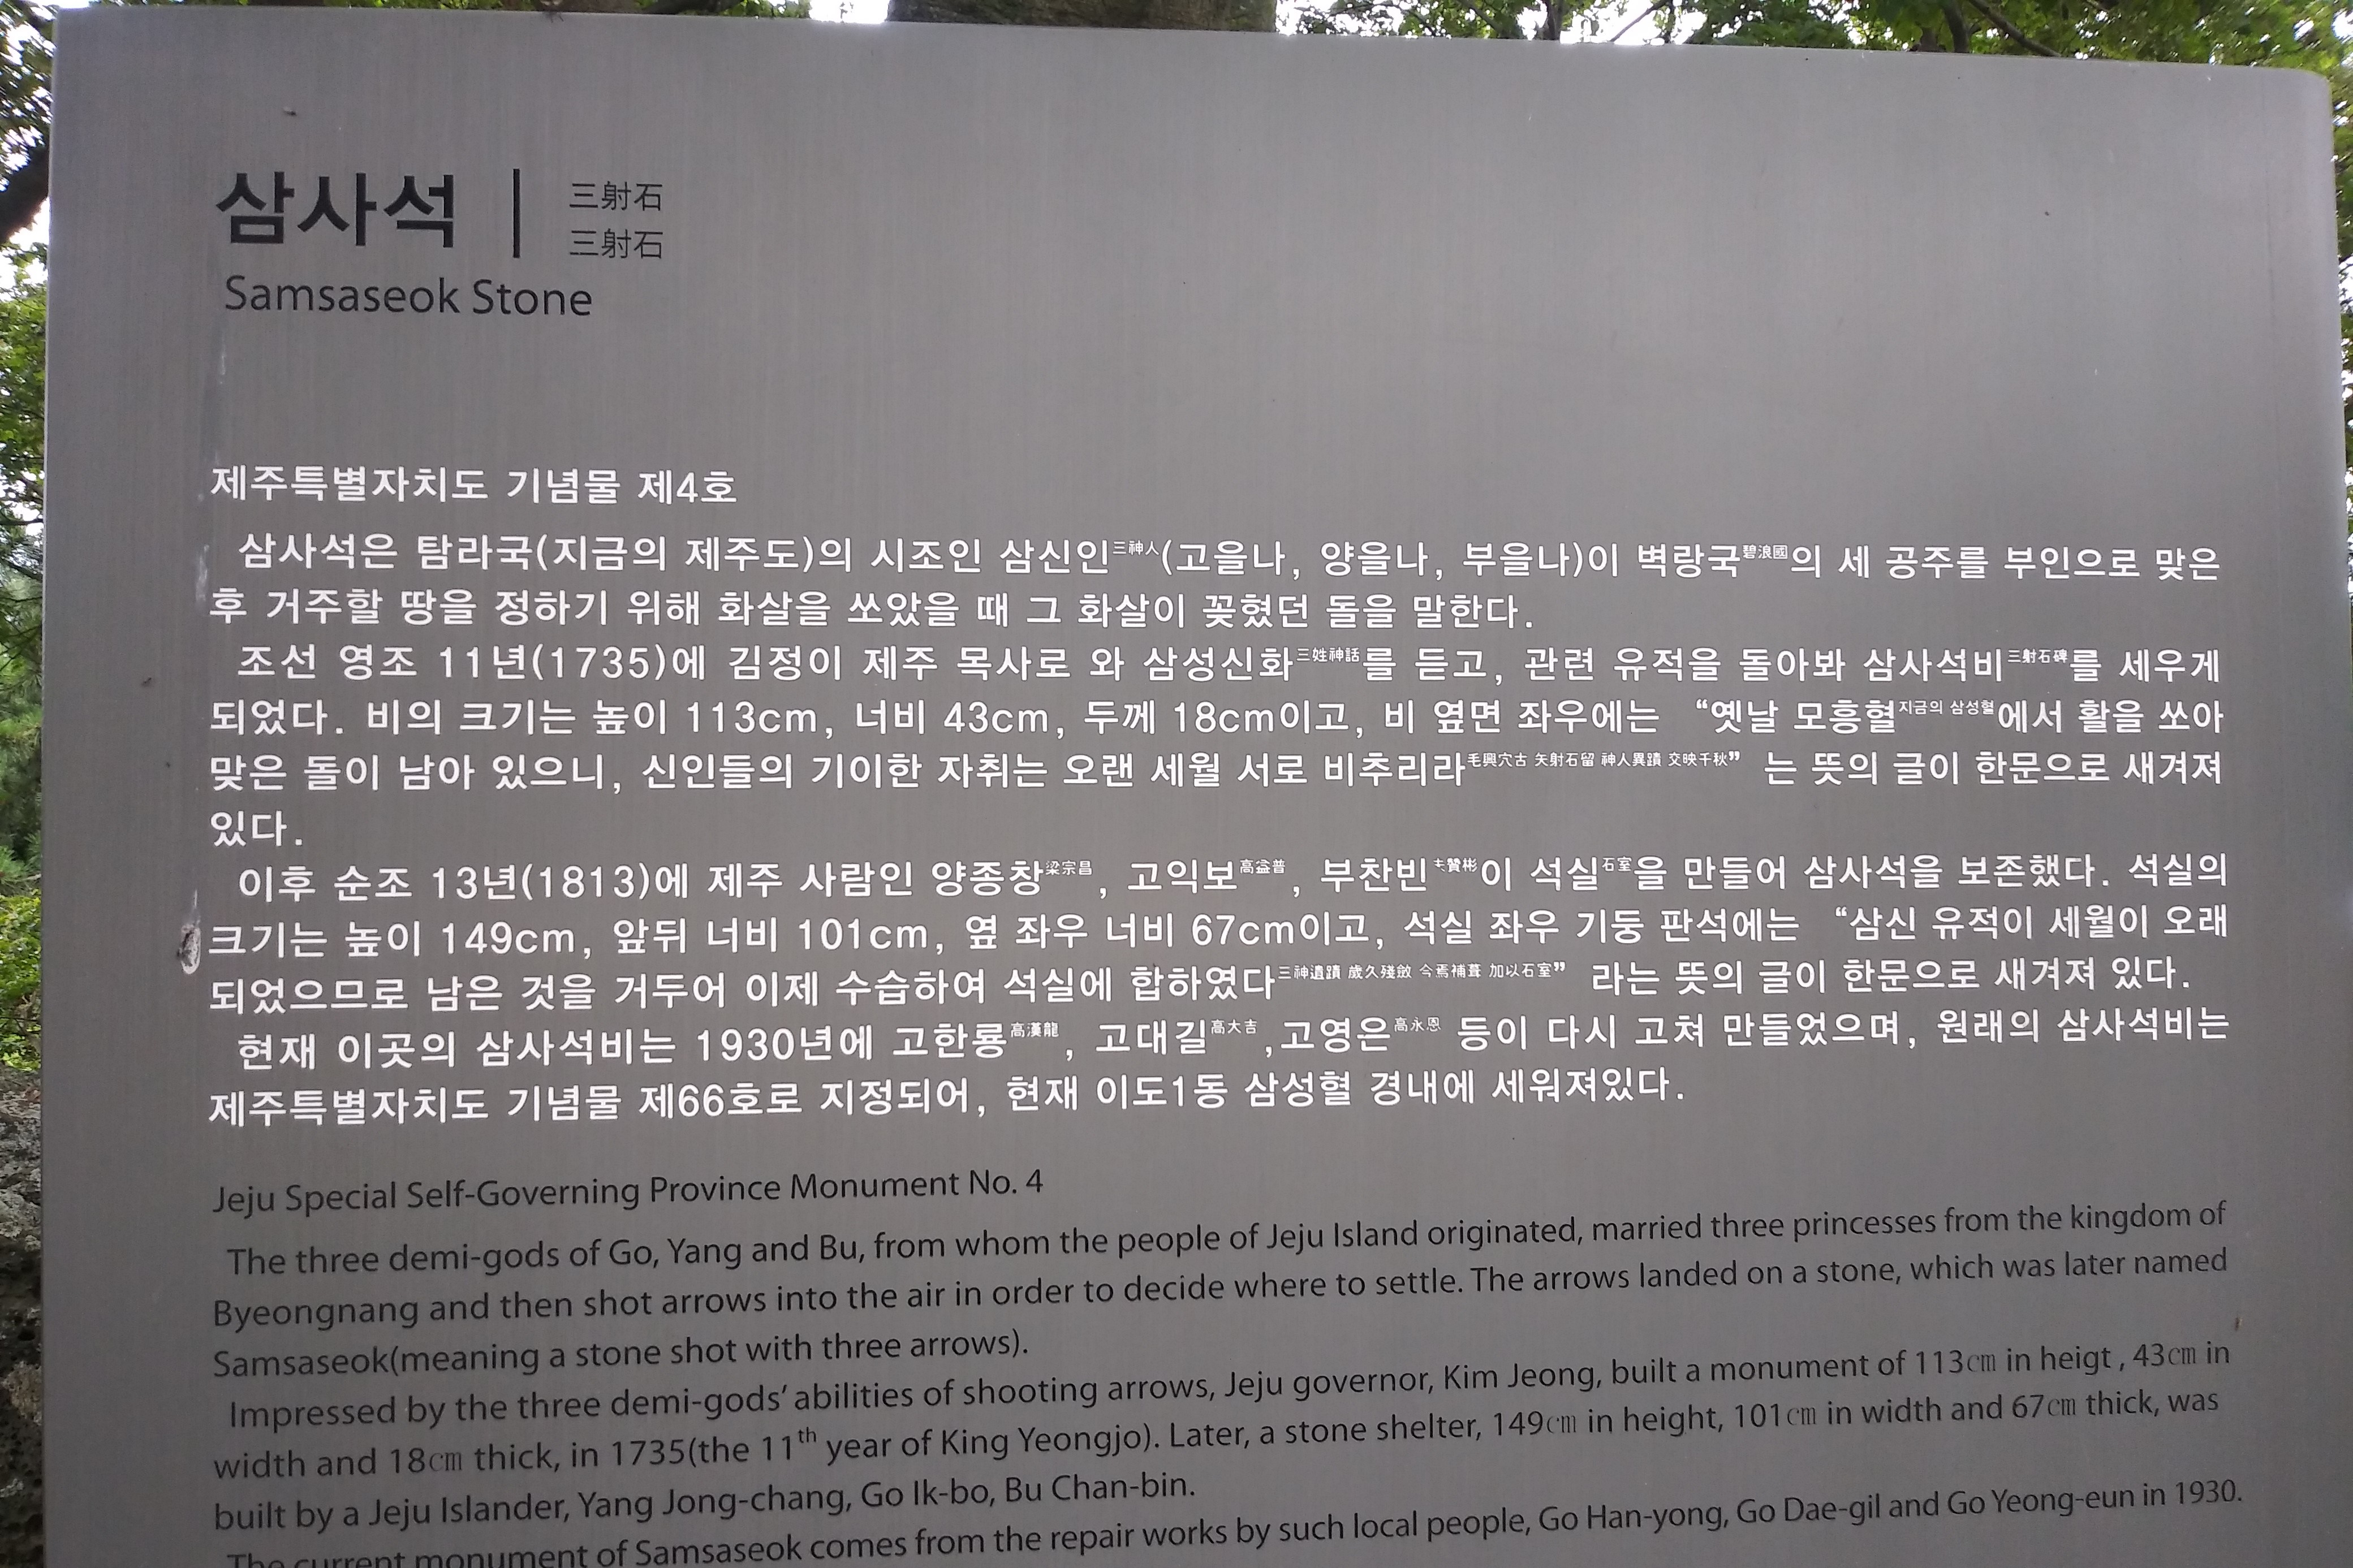 삼사석 | 三射石
三射石
Samsaseok Stone
제주특별자치도 기념물 제4호
삼사석은 탐라국(지금의 제주도)의 시조인 삼신인三神人(고을나, 양을나, 부을나)이 벽랑국碧浪國의 세 공주를 부인으로 맞은
후 거주할 땅을 정하기 위해 화살을 쏘았을 때 그 화살이 꽂혔던 돌을 말한다.
조선 영조 11년(1735)에 김정이 제주 목사로 와 삼성신화三姓神話를 듣고, 관련 유적을 돌아봐 삼사석비三射石碑를 세우게
되었다. 비의 크기는 높이 113cm, 너비 43cm, 두께 18cm이고, 비 옆면 좌우에는 “옛날 모흥혈지금의 삼성혈에서 활을 쏘아
맞은 돌이 남아 있으니, 신인들의 기이한 자취는 오랜 세월 서로 비추리라毛興穴古 矢射石留 神人異蹟 交映千秋” 는 뜻의 글이 한문으로 새겨져
있다.
이후 순조 13년(1813)에 제주 사람인 양종창梁宗昌, 고익보高益普, 부찬빈贊彬이 석실石室을 만들어 삼사석을 보존했다. 석실의
크기는 높이 149cm, 앞뒤 너비 101cm, 옆 좌우 너비 67cm이고, 석실 좌우 기둥 판석에는 “삼신 유적이 세월이 오래
되었으므로 남은 것을 거두어 이제 수습하여 석실에 합하였다三神遺蹟 歲久殘斂 今焉補葺 加以石室” 라는 뜻의 글이 한문으로 새겨져 있다.
현재 이곳의 삼사석비는 1930년에 고한룡高漢龍, 고대길高大吉,고영은高永恩 등이 다시 고쳐 만들었으며, 원래의 삼사석비는
제주특별자치도 기념물 제66호로 지정되어, 현재 이도1동 삼성혈 경내에 세워져있다.
Jeju Special Self-Governing Province Monument No. 4
The three demi-gods of Go, Yang and Bu, from whom the people of Jeju Island originated, married three princesses from the kingdom of
Byeongnang and then shot arrows into the air in order to decide where to settle. The arrows landed on a stone, which was later named
Samsaseok(meaning a stone shot with three arrows).
Impressed by the three demi-gods’ abilities of shooting arrows, Jeju governor, Kim Jeong, built a monument of 113㎝ in heigt , 43㎝ in
width and 18㎝ thick, in 1735(the 11th year of King Yeongjo). Later, a stone shelter, 149㎝ in height, 101㎝ in width and 67㎝ thick, was
built by a Jeju Islander, Yang Jong-chang, Go Ik-bo, Bu Chan-bin.
The current monument of Samsaseok comes from the repair works by such local people, Go Han-yong, Go Dae-gil and Go Yeong-eun in 1930.